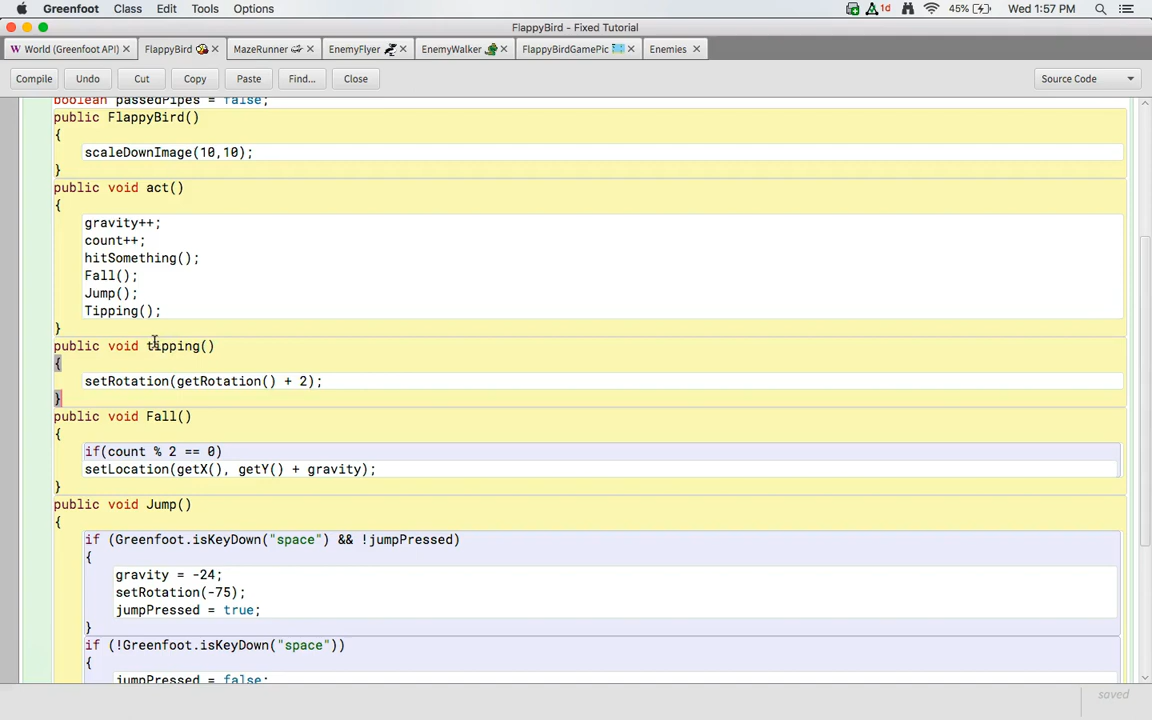 Greenfoot Class Edit Tools Options 1d 45% Wed 1:57 PM
FlappyBird - Fixed Tutorial
W World (Greenfoot API) FlappyBird MazeRunner EnemyFlyer EnemyWalker FlappyBirdGamePic Enemies
Compile Undo Cut Copy Paste Find... Close Source Code
boolean passedPipes = false;
public FlappyBird()
{
scaleDownImage(10,10);
}
public void act()
{
gravity++;
count++;
hitSomething();
Fall();
Jump();
Tipping();
}
public void tipping()
{
setRotation(getRotation() + 2);
}
public void Fall()
{
if(count % 2 == 0)
setLocation(getX(), getY() + gravity);
}
public void Jump()
{
if (Greenfoot.isKeyDown("space") && !jumpPressed)
{
gravity = -24;
setRotation(-75);
jumpPressed = true;
}
if (!Greenfoot.isKeyDown("space"))
{
jumpPressed = false;
saved